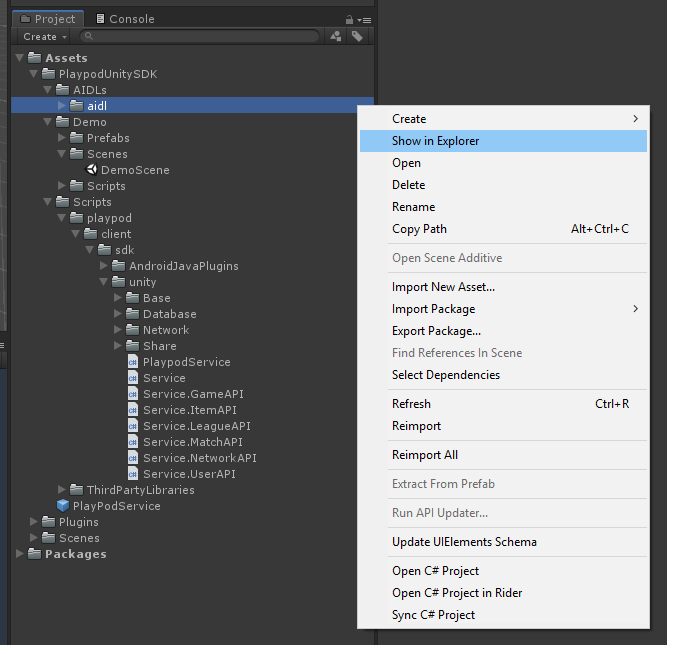 Project
Console
Create
Assets
PlaypodUnitySDK
AIDLs
aidl
Demo
Prefabs
Scenes
DemoScene
Scripts
Scripts
playpod
client
sdk
AndroidJavaPlugins
unity
Base
Database
Network
Share
PlaypodService
Service
Service.GameAPI
Service.ItemAPI
Service.LeagueAPI
Service.MatchAPI
Service.NetworkAPI
Service.UserAPI
ThirdPartyLibraries
PlayPodService
Plugins
Scenes
Packages
Create
Show in Explorer
Open
Delete
Rename
Copy Path Alt+Ctrl+C
Open Scene Additive
Import New Asset...
Import Package
Export Package...
Find References In Scene
Select Dependencies
Refresh Ctrl+R
Reimport
Reimport All
Extract From Prefab
Run API Updater...
Update UIElements Schema
Open C# Project
Open C# Project in Rider
Sync C# Project